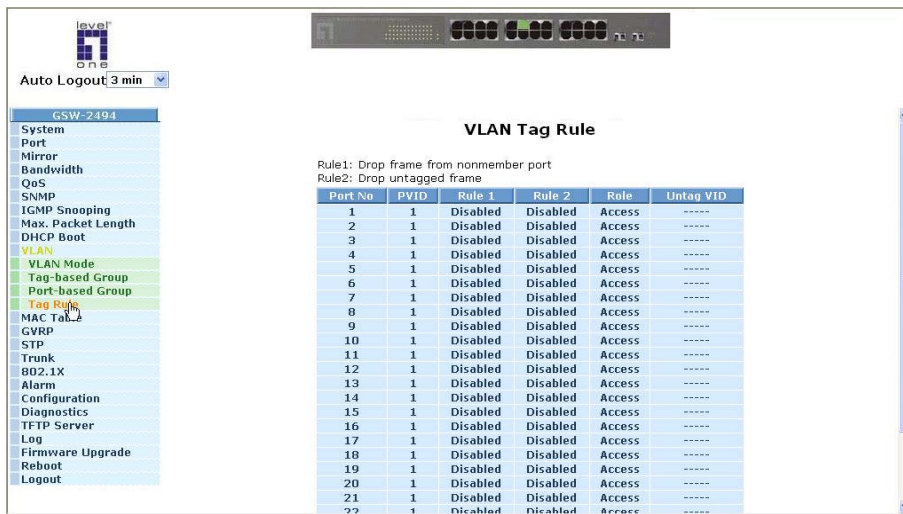 level
one
Auto Logout 3 min
GSW-2494
System
Port
Mirror
Bandwidth
QoS
SNMP
IGMP Snooping
Max. Packet Length
DHCP Boot
VLAN
VLAN Mode
Tag-based Group
Port-based Group
Tag Rule
MAC Table
GVRP
STP
Trunk
802.1X
Alarm
Configuration
Diagnostics
TFTP Server
Log
Firmware Upgrade
Reboot
Logout
VLAN Tag Rule
Rule1: Drop frame from nonmember port
Rule2: Drop untagged frame
Port No PVID Rule 1 Rule 2 Role Untag VID
1 1 Disabled Disabled Access -----
2 1 Disabled Disabled Access -----
3 1 Disabled Disabled Access -----
4 1 Disabled Disabled Access -----
5 1 Disabled Disabled Access -----
6 1 Disabled Disabled Access -----
7 1 Disabled Disabled Access -----
8 1 Disabled Disabled Access -----
9 1 Disabled Disabled Access -----
10 1 Disabled Disabled Access -----
11 1 Disabled Disabled Access -----
12 1 Disabled Disabled Access -----
13 1 Disabled Disabled Access -----
14 1 Disabled Disabled Access -----
15 1 Disabled Disabled Access -----
16 1 Disabled Disabled Access -----
17 1 Disabled Disabled Access -----
18 1 Disabled Disabled Access -----
19 1 Disabled Disabled Access -----
20 1 Disabled Disabled Access -----
21 1 Disabled Disabled Access -----
22 1 Disabled Disabled Access -----